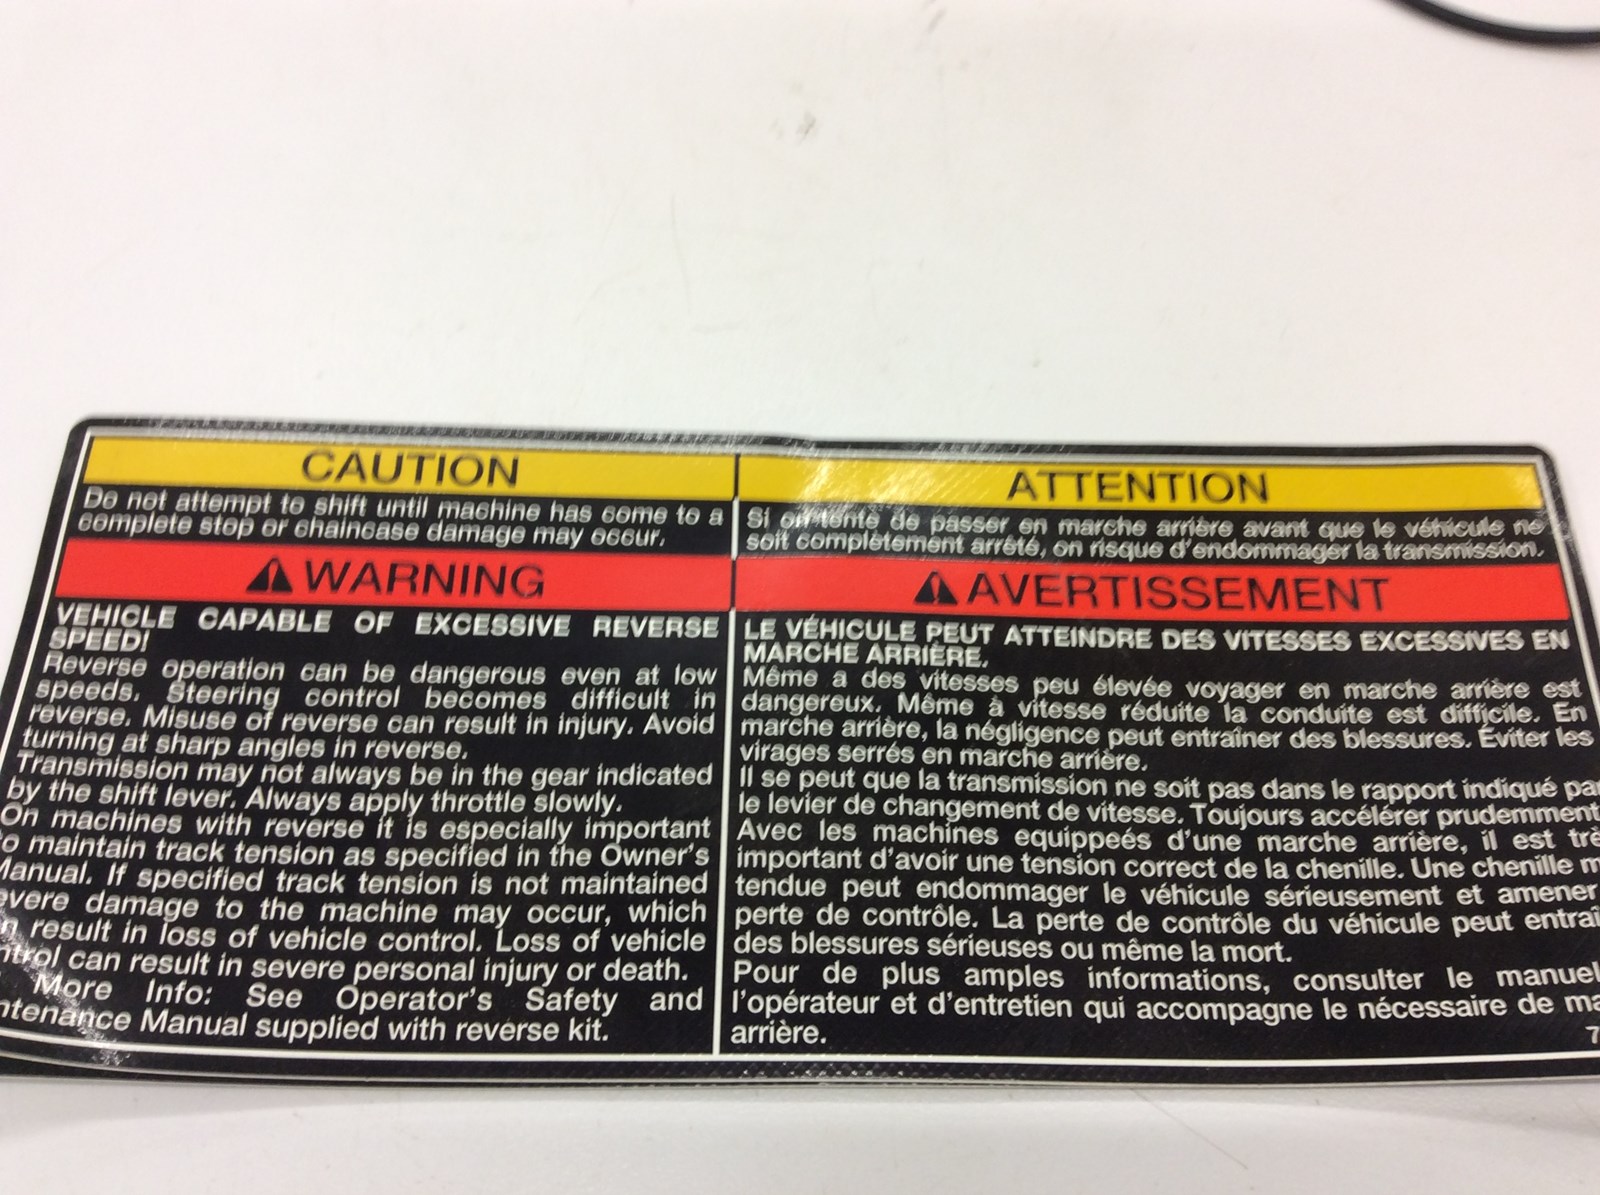 CAUTION
Do not attempt to shift until machine has come to a
complete stop or chaincase damage may occur.
WARNING
VEHICLE CAPABLE OF EXCESSIVE REVERSE
SPEED!
Reverse operation can be dangerous even at low
speeds. Steering control becomes difficult in
reverse. Misuse of reverse can result in injury. Avoid
turning at sharp angles in reverse.
Transmission may not always be in the gear indicated
by the shift lever. Always apply throttle slowly.
On machines with reverse it is especially important
o maintain track tension as specified in the Owner's
anual. If specified track tension is not maintained
evere damage to the machine may occur, which
n result in loss of vehicle control. Loss of vehicle
ntrol can result in severe personal injury or death.
More Info: See Operator's Safety and
ntenance Manual supplied with reverse kit.
ATTENTION
Si on tente de passer en marche arrière avant que le véhicule ne
soit complètement arrêté, on risque d'endommager la transmission.
AVERTISSEMENT
LE VÉHICULE PEUT ATTEINDRE DES VITESSES EXCESSIVES EN
MARCHE ARRIÈRE.
Même a des vitesses peu élevée voyager en marche arrière est
dangereux. Même à vitesse réduite la conduite est difficile. En
marche arrière, la négligence peut entraîner des blessures. Éviter les
virages serrés en marche arrière.
Il se peut que la transmission ne soit pas dans le rapport indiqué par
le levier de changement de vitesse. Toujours accélérer prudemment
Avec les machines equippeés d'une marche arrière, il est trè
important d'avoir une tension correct de la chenille. Une chenille m
tendue peut endommager le véhicule sérieusement et amener
perte de contrôle. La perte de contrôle du véhicule peut entraî
des blessures sérieuses ou même la mort.
Pour de plus amples informations, consulter le manuel
l'opérateur et d'entretien qui accompagne le nécessaire de ma
arrière.
7